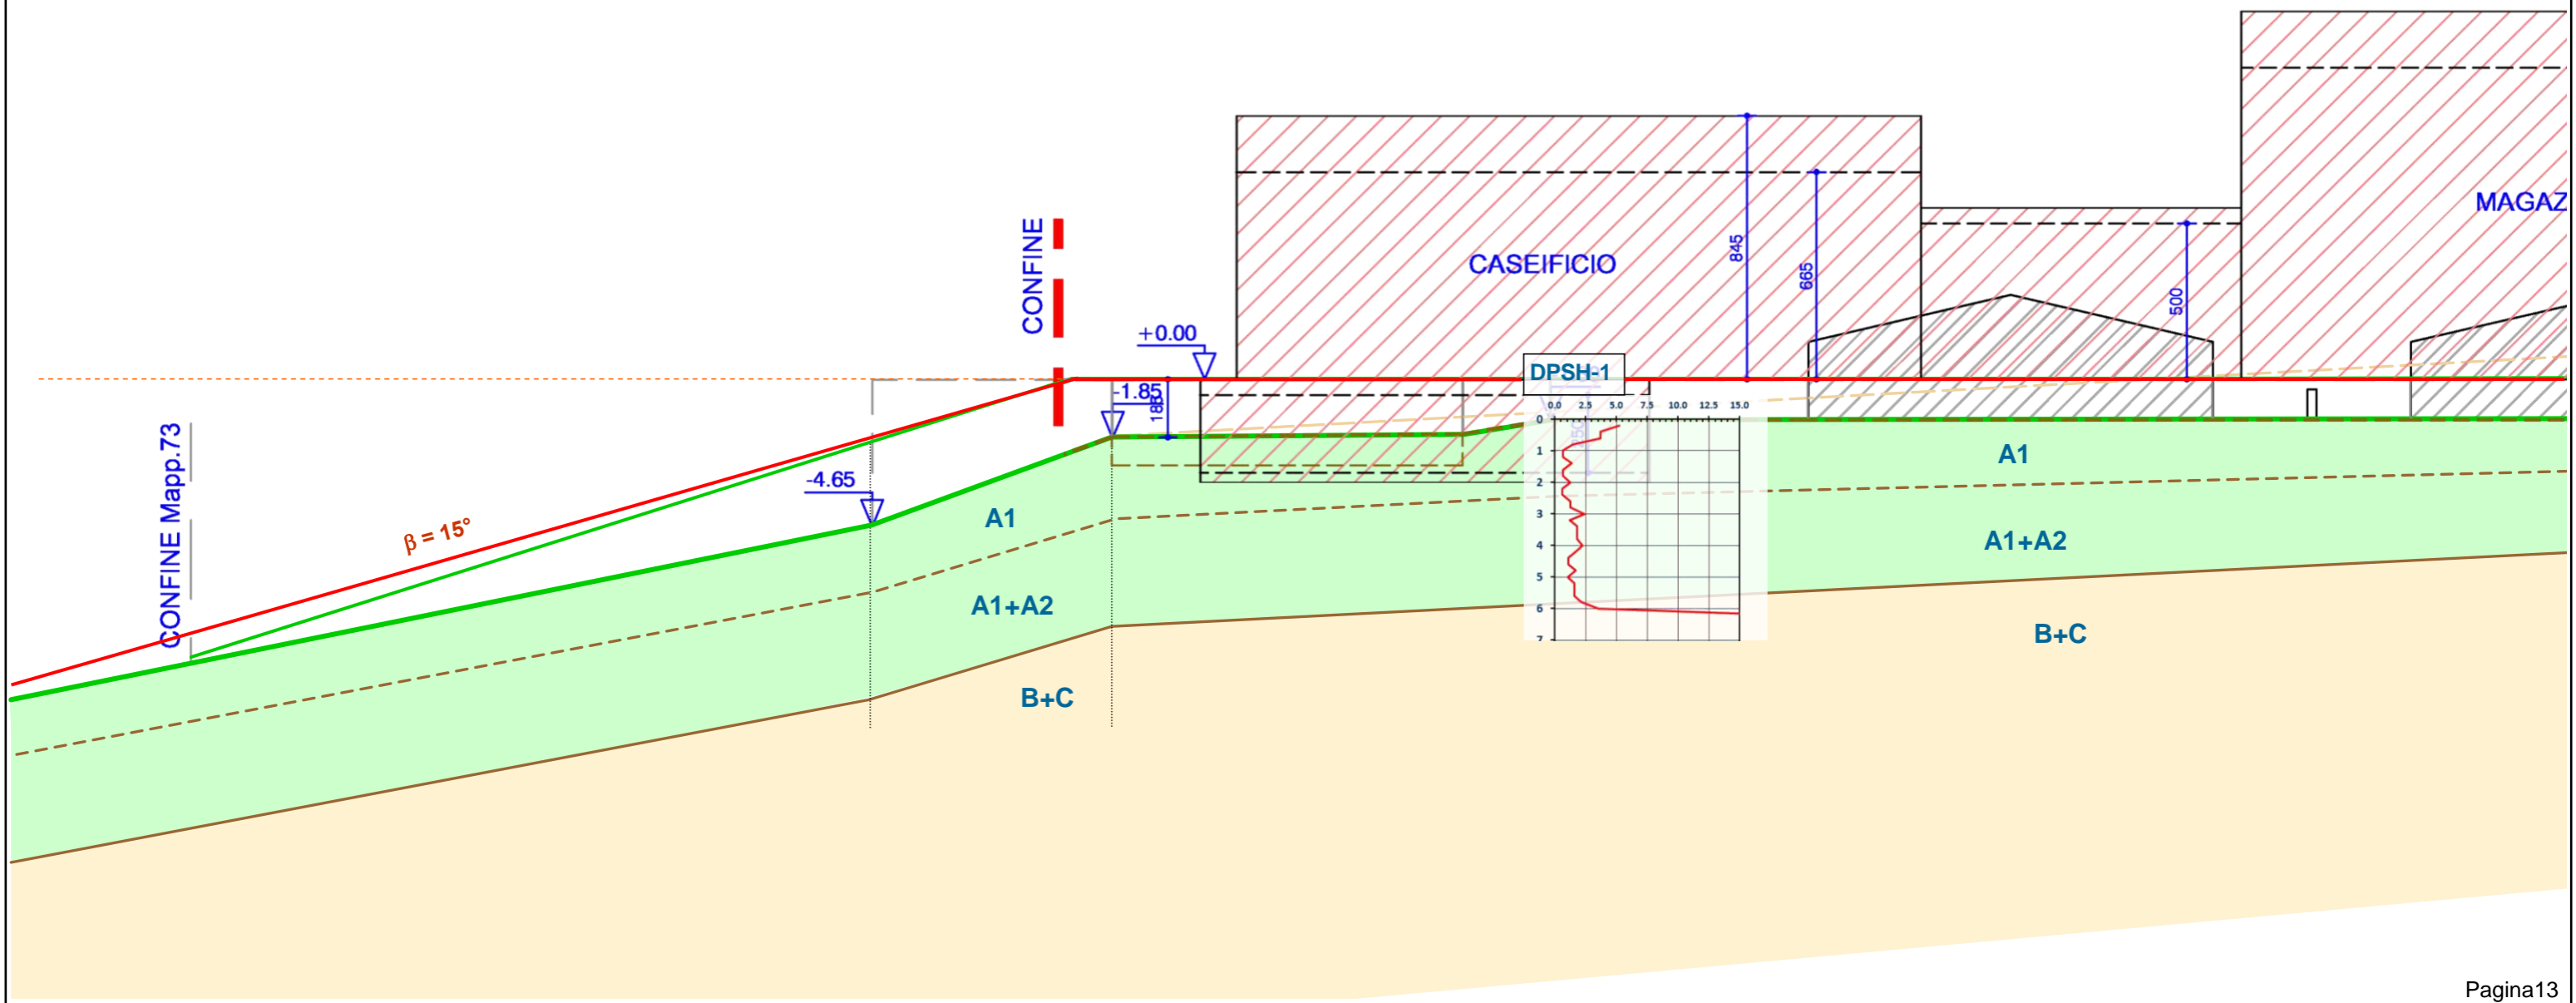 MAGAZ
CONFINE
CASEIFICIO
845
665
500
+0.00
DPSH-1
-1.85
185
0.0 2.5 5.0 7.5 10.0 12.5 15.0
0
1
2
3
4
5
6
7
CONFINE Mapp.73
-4.65
β = 15°
A1
A1
A1+A2
A1+A2
B+C
B+C
Pagina13